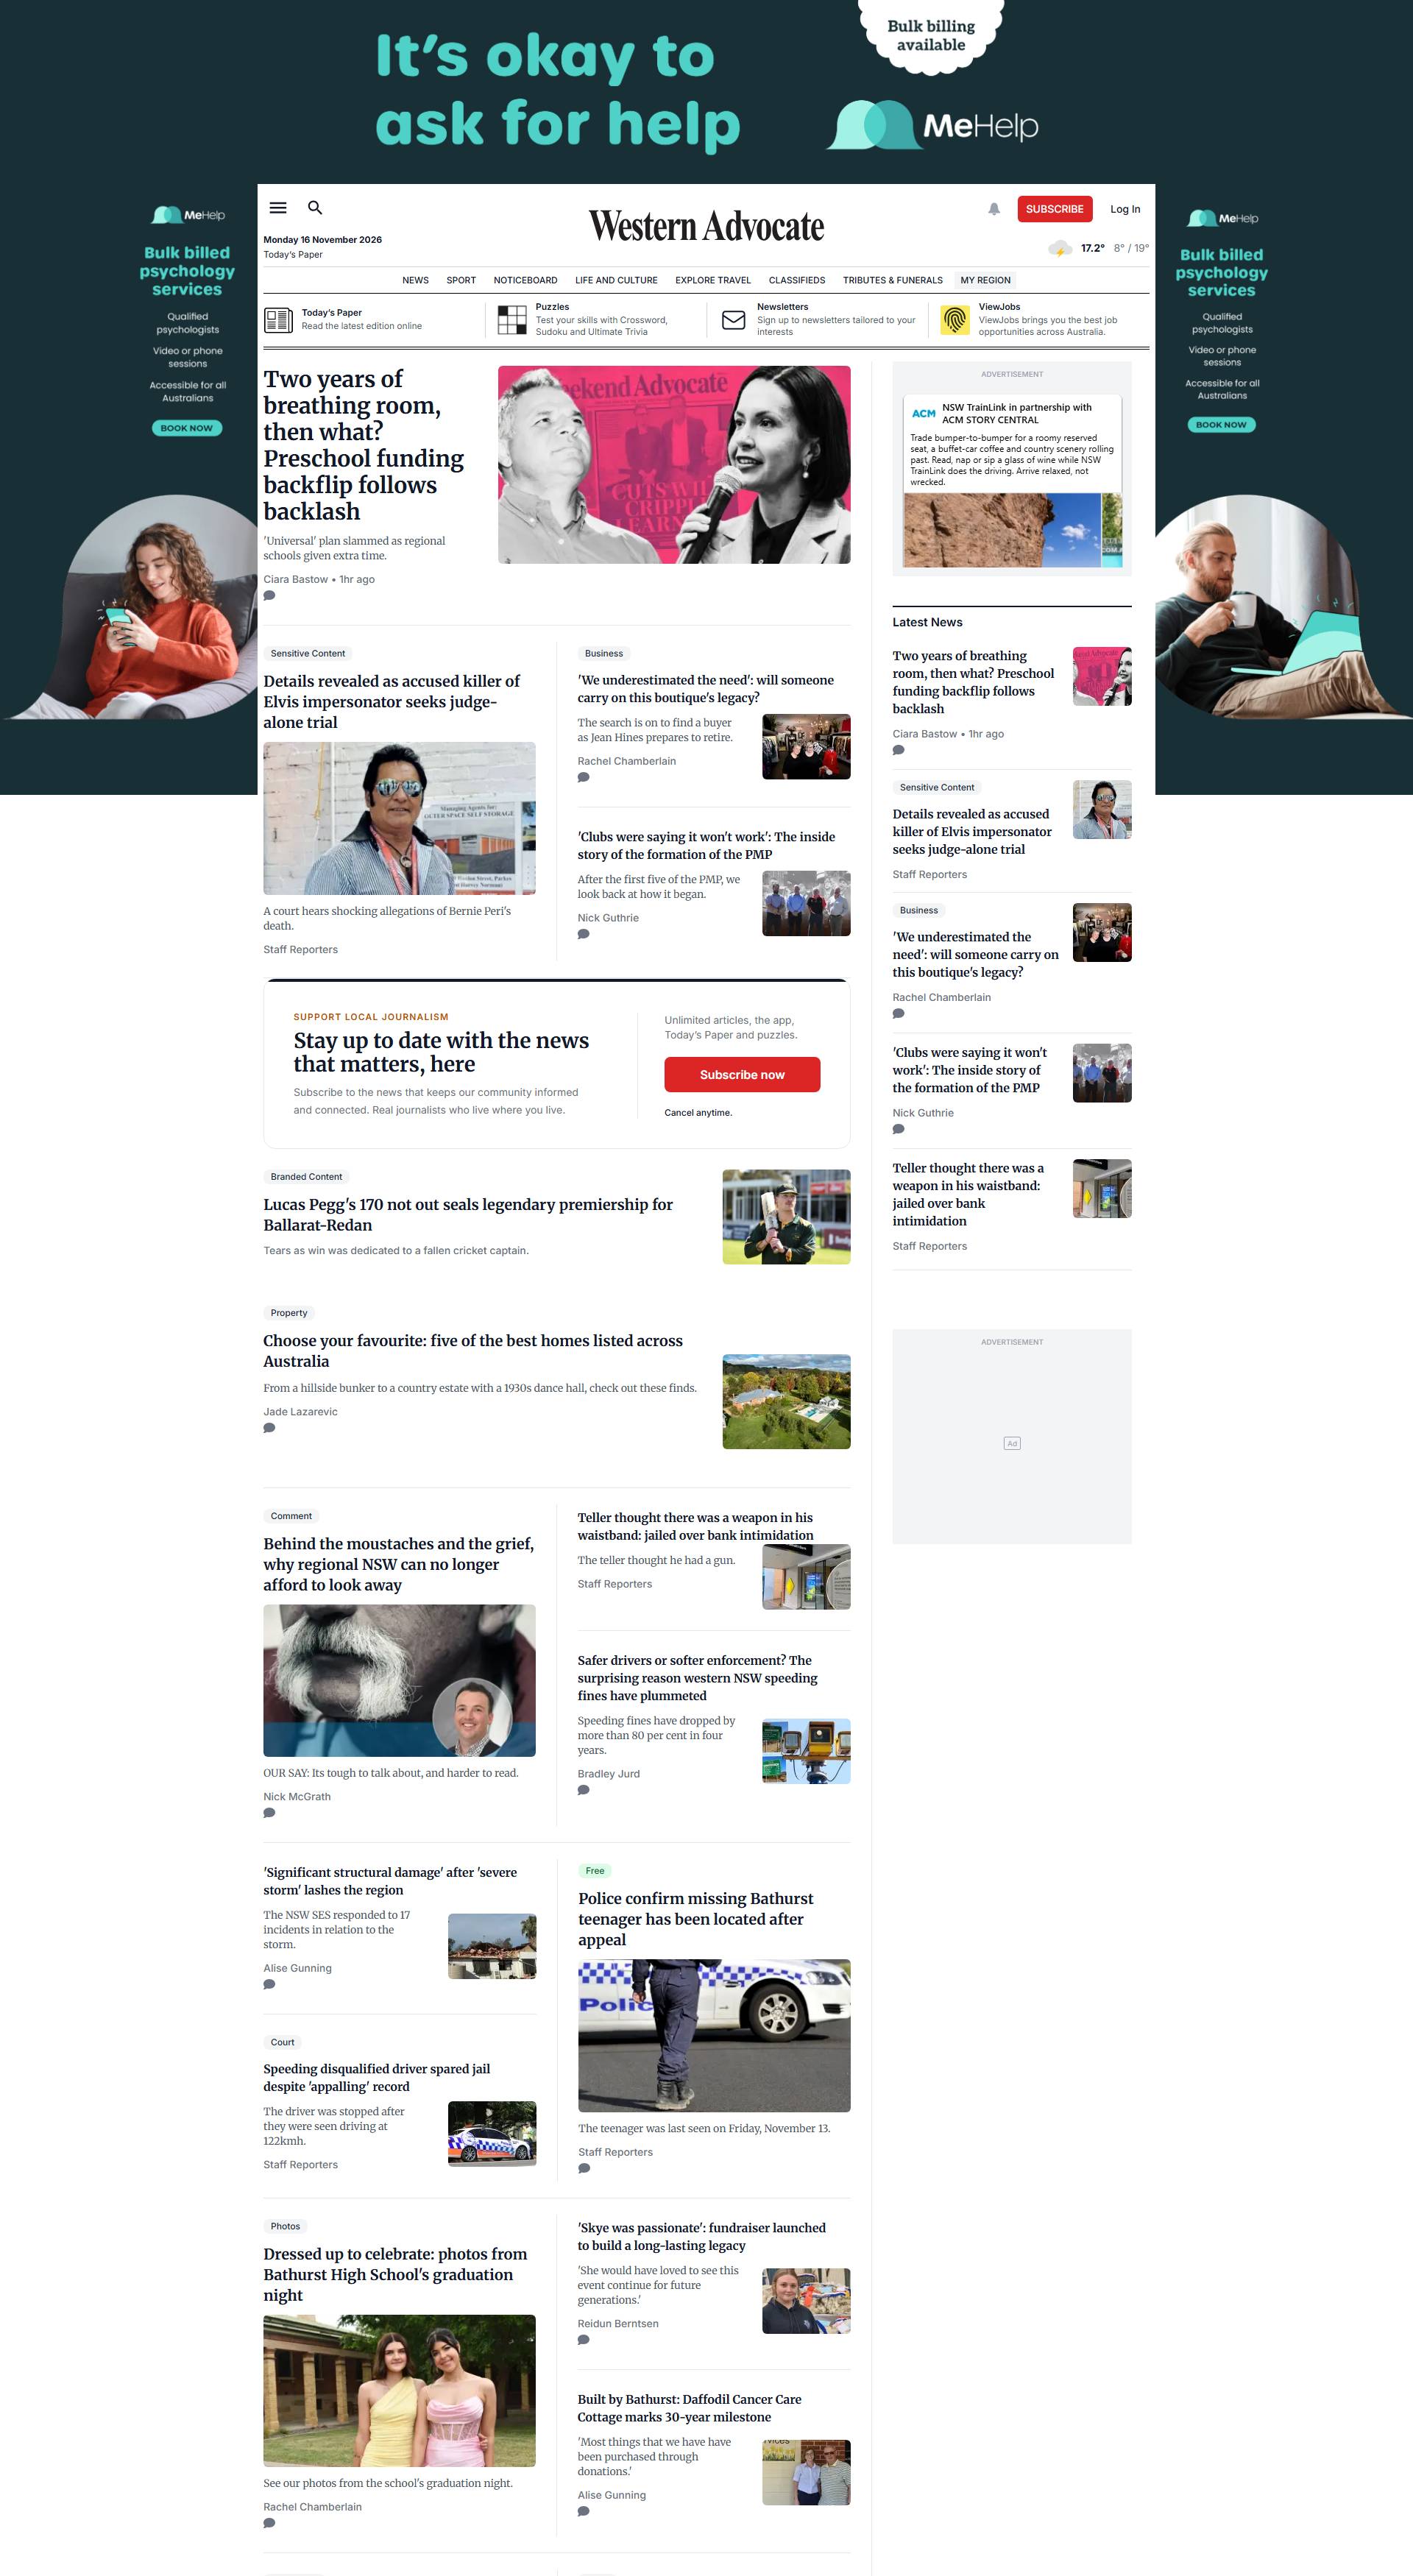 It's okay to
ask for help
Bulk billing
available
MeHelp
MeHelp
Bulk billed
psychology
services
Qualified
psychologists
Video or phone
sessions
Accessible for all
Australians
BOOK NOW
MeHelp
Bulk billed
psychology
services
Qualified
psychologists
Video or phone
sessions
Accessible for all
Australians
BOOK NOW
Western Advocate
SUBSCRIBE
Log In
Monday 16 November 2026
Today's Paper
17.2° 8° / 19°
NEWS SPORT NOTICEBOARD LIFE AND CULTURE EXPLORE TRAVEL CLASSIFIEDS TRIBUTES & FUNERALS MY REGION
Today's Paper
Read the latest edition online
Puzzles
Test your skills with Crossword,
Sudoku and Ultimate Trivia
Newsletters
Sign up to newsletters tailored to your
interests
ViewJobs
ViewJobs brings you the best job
opportunities across Australia.
Two years of
breathing room,
then what?
Preschool funding
backflip follows
backlash
'Universal' plan slammed as regional
schools given extra time.
Ciara Bastow • 1hr ago
ekend Advocate
CUTS WILL
CRIPPLE
LEARN
Sensitive Content
Details revealed as accused killer of
Elvis impersonator seeks judge-
alone trial
Managing Agents for:
OUTER SPACE SELF STORAGE
A court hears shocking allegations of Bernie Peri's
death.
Staff Reporters
Business
'We underestimated the need': will someone
carry on this boutique's legacy?
The search is on to find a buyer
as Jean Hines prepares to retire.
Rachel Chamberlain
'Clubs were saying it won't work': The inside
story of the formation of the PMP
After the first five of the PMP, we
look back at how it began.
Nick Guthrie
SUPPORT LOCAL JOURNALISM
Stay up to date with the news
that matters, here
Subscribe to the news that keeps our community informed
and connected. Real journalists who live where you live.
Unlimited articles, the app,
Today's Paper and puzzles.
Subscribe now
Cancel anytime.
Branded Content
Lucas Pegg's 170 not out seals legendary premiership for
Ballarat-Redan
Tears as win was dedicated to a fallen cricket captain.
Property
Choose your favourite: five of the best homes listed across
Australia
From a hillside bunker to a country estate with a 1930s dance hall, check out these finds.
Jade Lazarevic
Comment
Behind the moustaches and the grief,
why regional NSW can no longer
afford to look away
OUR SAY: Its tough to talk about, and harder to read.
Nick McGrath
Teller thought there was a weapon in his
waistband: jailed over bank intimidation
The teller thought he had a gun.
Staff Reporters
Safer drivers or softer enforcement? The
surprising reason western NSW speeding
fines have plummeted
Speeding fines have dropped by
more than 80 per cent in four
years.
Bradley Jurd
'Significant structural damage' after 'severe
storm' lashes the region
The NSW SES responded to 17
incidents in relation to the
storm.
Alise Gunning
Court
Speeding disqualified driver spared jail
despite 'appalling' record
The driver was stopped after
they were seen driving at
122kmh.
Staff Reporters
Free
Police confirm missing Bathurst
teenager has been located after
appeal
Polic
The teenager was last seen on Friday, November 13.
Staff Reporters
Photos
Dressed up to celebrate: photos from
Bathurst High School's graduation
night
See our photos from the school's graduation night.
Rachel Chamberlain
'Skye was passionate': fundraiser launched
to build a long-lasting legacy
'She would have loved to see this
event continue for future
generations.'
Reidun Berntsen
Built by Bathurst: Daffodil Cancer Care
Cottage marks 30-year milestone
'Most things that we have have
been purchased through
donations.'
Alise Gunning
ADVERTISEMENT
ACM
NSW TrainLink in partnership with
ACM STORY CENTRAL
Trade bumper-to-bumper for a roomy reserved
seat, a buffet-car coffee and country scenery rolling
past. Read, nap or sip a glass of wine while NSW
TrainLink does the driving. Arrive relaxed, not
wrecked.
Latest News
Two years of breathing
room, then what? Preschool
funding backflip follows
backlash
Ciara Bastow • 1hr ago
Sensitive Content
Details revealed as accused
killer of Elvis impersonator
seeks judge-alone trial
Staff Reporters
Business
'We underestimated the
need': will someone carry on
this boutique's legacy?
Rachel Chamberlain
'Clubs were saying it won't
work': The inside story of
the formation of the PMP
Nick Guthrie
Teller thought there was a
weapon in his waistband:
jailed over bank
intimidation
Staff Reporters
ADVERTISEMENT
Ad